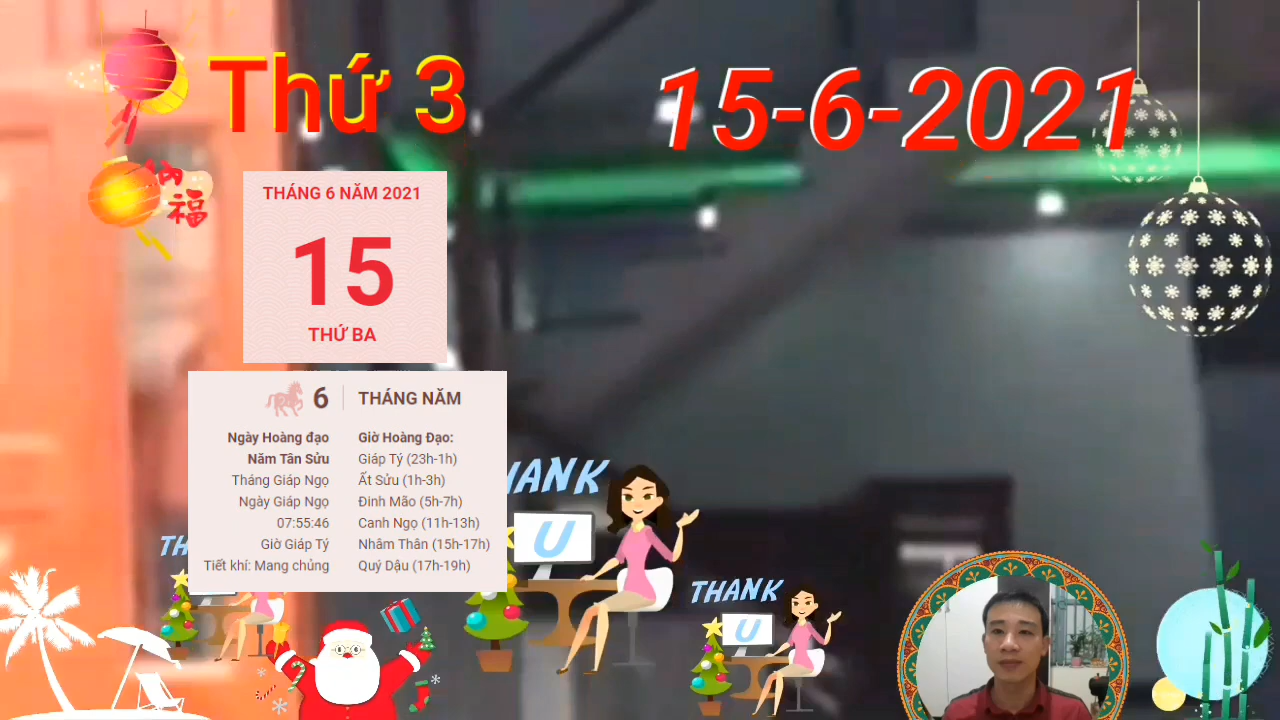 Thứ 3
15-6-2021
福
THÁNG 6 NĂM 2021
15
THỨ BA
6 THÁNG NĂM
Ngày Hoàng đạo
Năm Tân Sửu
Tháng Giáp Ngọ
Ngày Giáp Ngọ
07:55:46
Giờ Giáp Tý
Tiết khí: Mang chủng
Giờ Hoàng Đạo:
Giáp Tý (23h-1h)
Ất Sửu (1h-3h)
Đinh Mão (5h-7h)
Canh Ngọ (11h-13h)
Nhâm Thân (15h-17h)
Quý Dậu (17h-19h)
THANK
U
THANK
U